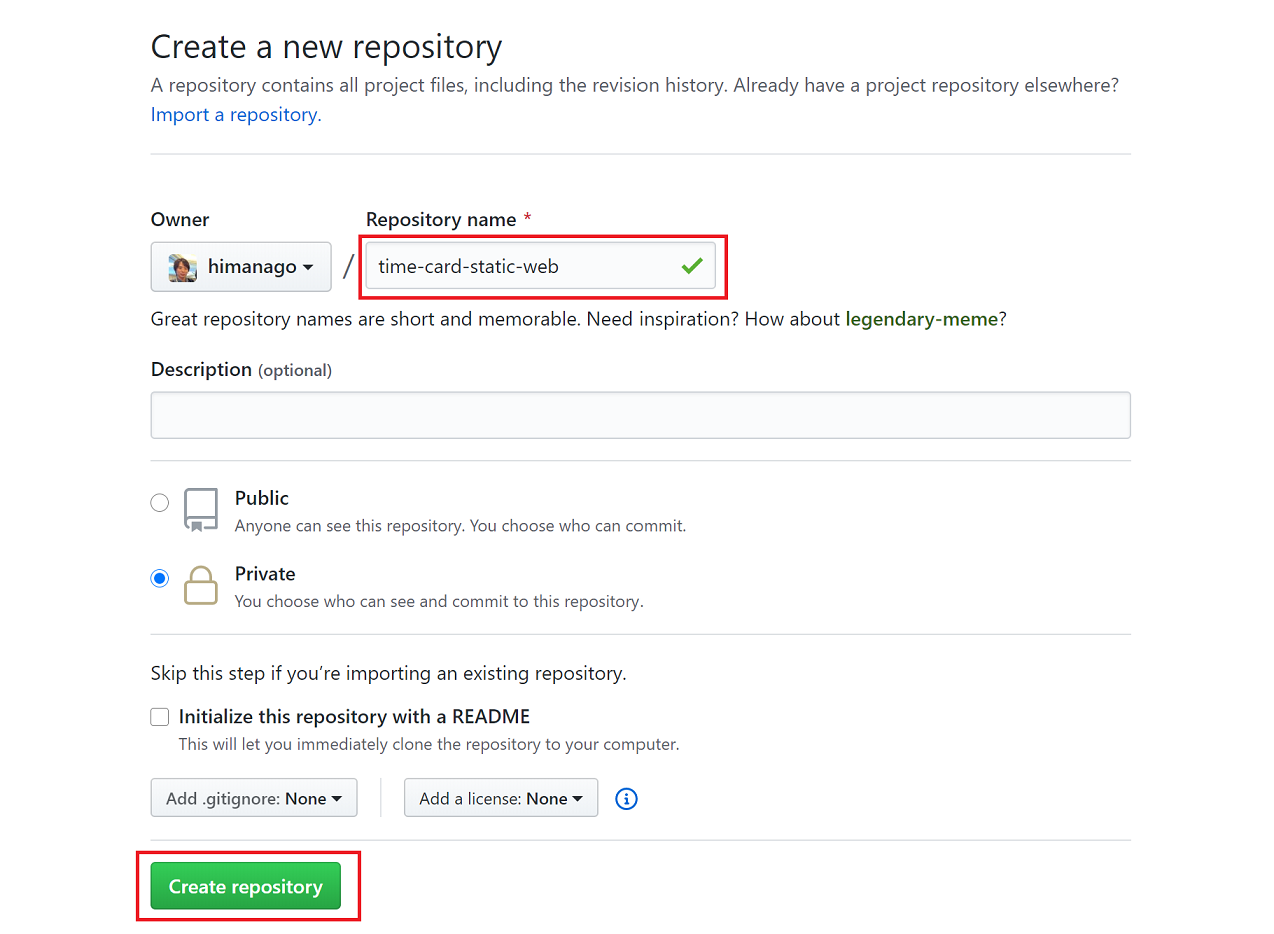 Create a new repository
A repository contains all project files, including the revision history. Already have a project repository elsewhere?
Import a repository.
Owner
Repository name *
himanago
/
time-card-static-web
Great repository names are short and memorable. Need inspiration? How about legendary-meme?
Description (optional)
Public
Anyone can see this repository. You choose who can commit.
Private
You choose who can see and commit to this repository.
Skip this step if you’re importing an existing repository.
Initialize this repository with a README
This will let you immediately clone the repository to your computer.
Add .gitignore: None
Add a license: None
Create repository